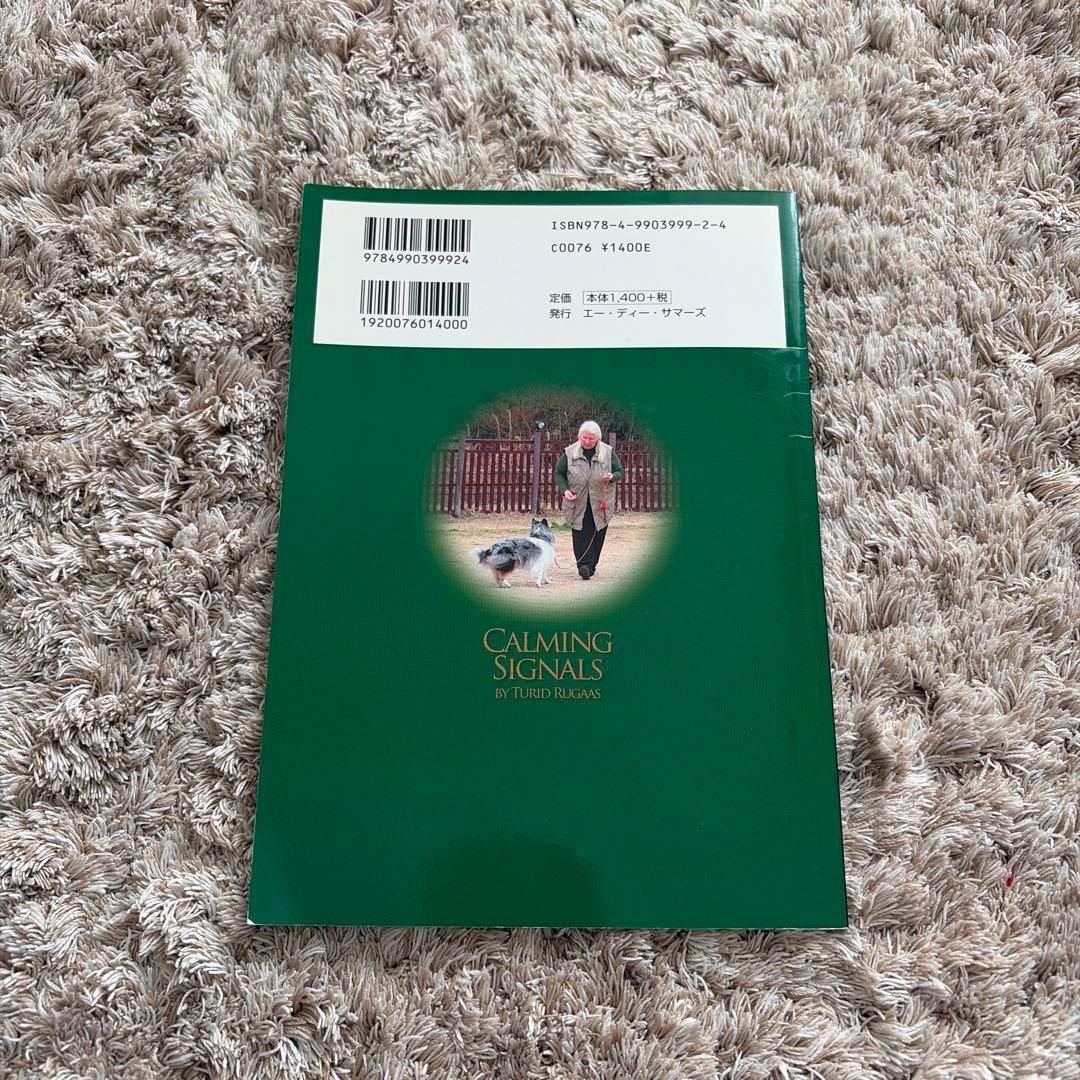 ISBN978-4-9903999-2-4
C0076 ¥1400E
9784990399924
1920076014000
定価 本体1,400+税
発行 エー・ディー・サマーズ
CALMING
SIGNALS
BY TURID RUGAAS